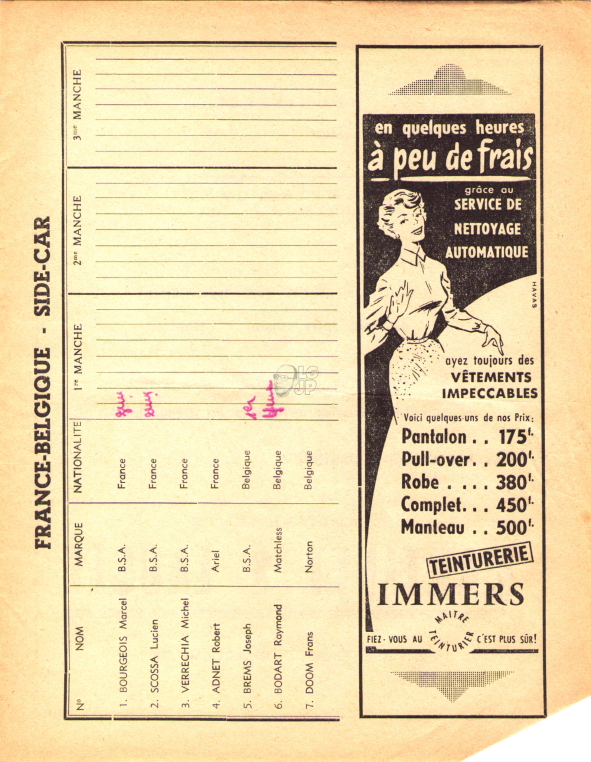 FRANCE-BELGIQUE - SIDE-CAR
N° NOM MARQUE NATIONALITE 1re MANCHE 2me MANCHE 3me MANCHE
1. BOURGEOIS Marcel B.S.A. France
2. SCOSSA Lucien B.S.A. France
3. VERRECHIA Michel B.S.A. France
4. ADNET Robert Ariel France
5. BREMS Joseph B.S.A. Belgique 1er
6. BODART Raymond Matchless Belgique
7. DOOM Frans Norton Belgique
LG
JP
en quelques heures
à peu de frais
grâce au
SERVICE DE
NETTOYAGE
AUTOMATIQUE
HAVAS
ayez toujours des
VÊTEMENTS
IMPECCABLES
Voici quelques-uns de nos Prix:
Pantalon . . 175f.
Pull-over . . 200f.
Robe . . . . 380f.
Complet. . . 450f.
Manteau . . 500f.
TEINTURERIE
IMMERS
FIEZ-VOUS AU MAITRE TEINTURIER C'EST PLUS SÛR!